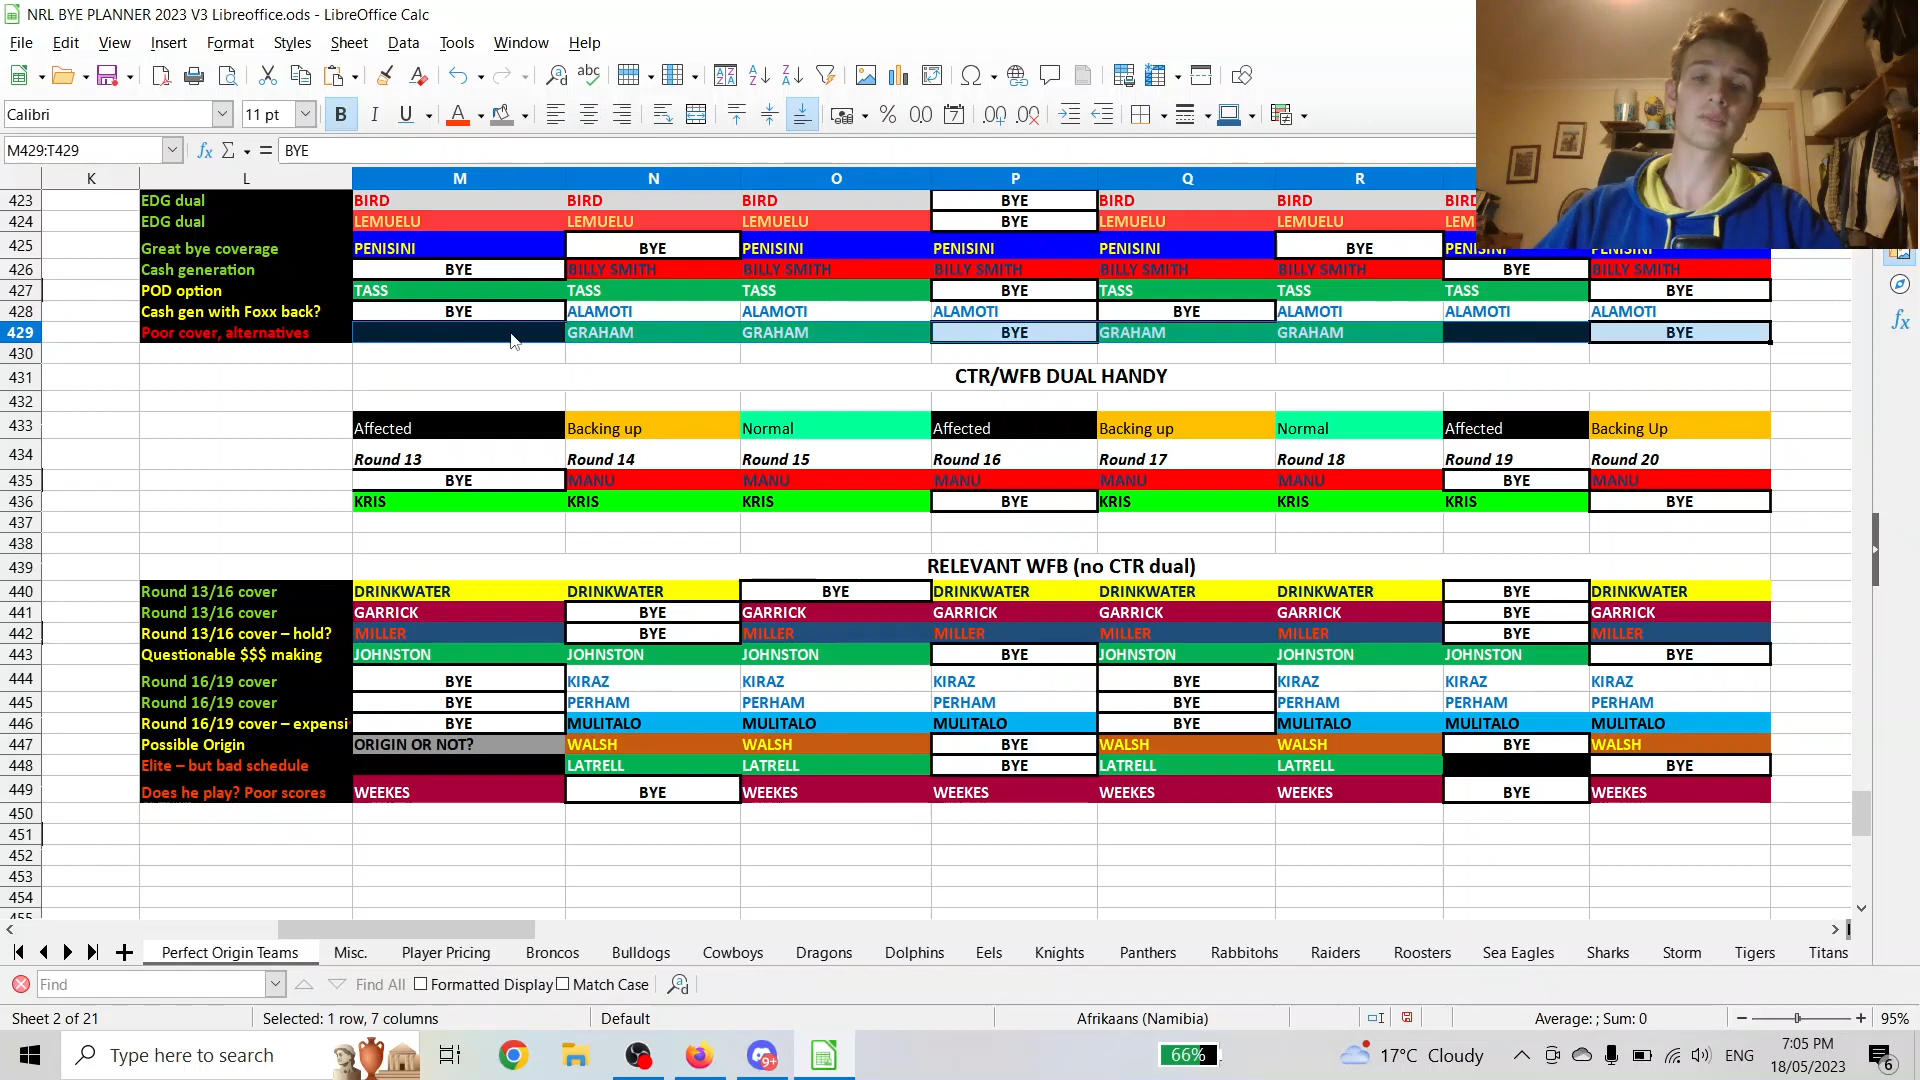 NRL BYE PLANNER 2023 V3 Libreoffice.ods - LibreOffice Calc
File Edit View Insert Format Styles Sheet Data Tools Window Help
Calibri 11 pt
M429:T429 BYE
K L M N O P Q R
423 EDG dual BIRD BIRD BIRD BYE BIRD BIRD BIRD
424 EDG dual LEMUELU LEMUELU LEMUELU BYE LEMUELU LEMUELU LEM
425 Great bye coverage PENISINI BYE PENISINI PENISINI PENISINI BYE PENISINI PENISINI
426 Cash generation BYE BILLY SMITH BILLY SMITH BILLY SMITH BILLY SMITH BILLY SMITH BYE BILLY SMITH
427 POD option TASS TASS TASS BYE TASS TASS TASS BYE
428 Cash gen with Foxx back? BYE ALAMOTI ALAMOTI ALAMOTI BYE ALAMOTI ALAMOTI ALAMOTI
429 Poor cover, alternatives GRAHAM GRAHAM BYE GRAHAM GRAHAM BYE
430
431 CTR/WFB DUAL HANDY
432
433 Affected Backing up Normal Affected Backing up Normal Affected Backing Up
434 Round 13 Round 14 Round 15 Round 16 Round 17 Round 18 Round 19 Round 20
435 BYE MANU MANU MANU MANU MANU BYE MANU
436 KRIS KRIS KRIS BYE KRIS KRIS KRIS BYE
437
438
439 RELEVANT WFB (no CTR dual)
440 Round 13/16 cover DRINKWATER DRINKWATER BYE DRINKWATER DRINKWATER DRINKWATER BYE DRINKWATER
441 Round 13/16 cover GARRICK BYE GARRICK GARRICK GARRICK GARRICK BYE GARRICK
442 Round 13/16 cover – hold? MILLER BYE MILLER MILLER MILLER MILLER BYE MILLER
443 Questionable $$$ making JOHNSTON JOHNSTON JOHNSTON BYE JOHNSTON JOHNSTON JOHNSTON BYE
444 Round 16/19 cover BYE KIRAZ KIRAZ KIRAZ BYE KIRAZ KIRAZ KIRAZ
445 Round 16/19 cover BYE PERHAM PERHAM PERHAM BYE PERHAM PERHAM PERHAM
446 Round 16/19 cover – expensi BYE MULITALO MULITALO MULITALO BYE MULITALO MULITALO MULITALO
447 Possible Origin ORIGIN OR NOT? WALSH WALSH BYE WALSH WALSH BYE WALSH
448 Elite – but bad schedule LATRELL LATRELL BYE LATRELL LATRELL BYE
449 Does he play? Poor scores WEEKES BYE WEEKES WEEKES WEEKES WEEKES BYE WEEKES
450
451
452
453
454
455
Perfect Origin Teams Misc. Player Pricing Broncos Bulldogs Cowboys Dragons Dolphins Eels Knights Panthers Rabbitohs Raiders Roosters Sea Eagles Sharks Storm Tigers Titans
Find Find All Formatted Display Match Case
Sheet 2 of 21 Selected: 1 row, 7 columns Default Afrikaans (Namibia) Average: ; Sum: 0 95%
Type here to search 9+ 66% 17°C Cloudy ENG 7:05 PM
18/05/2023 6